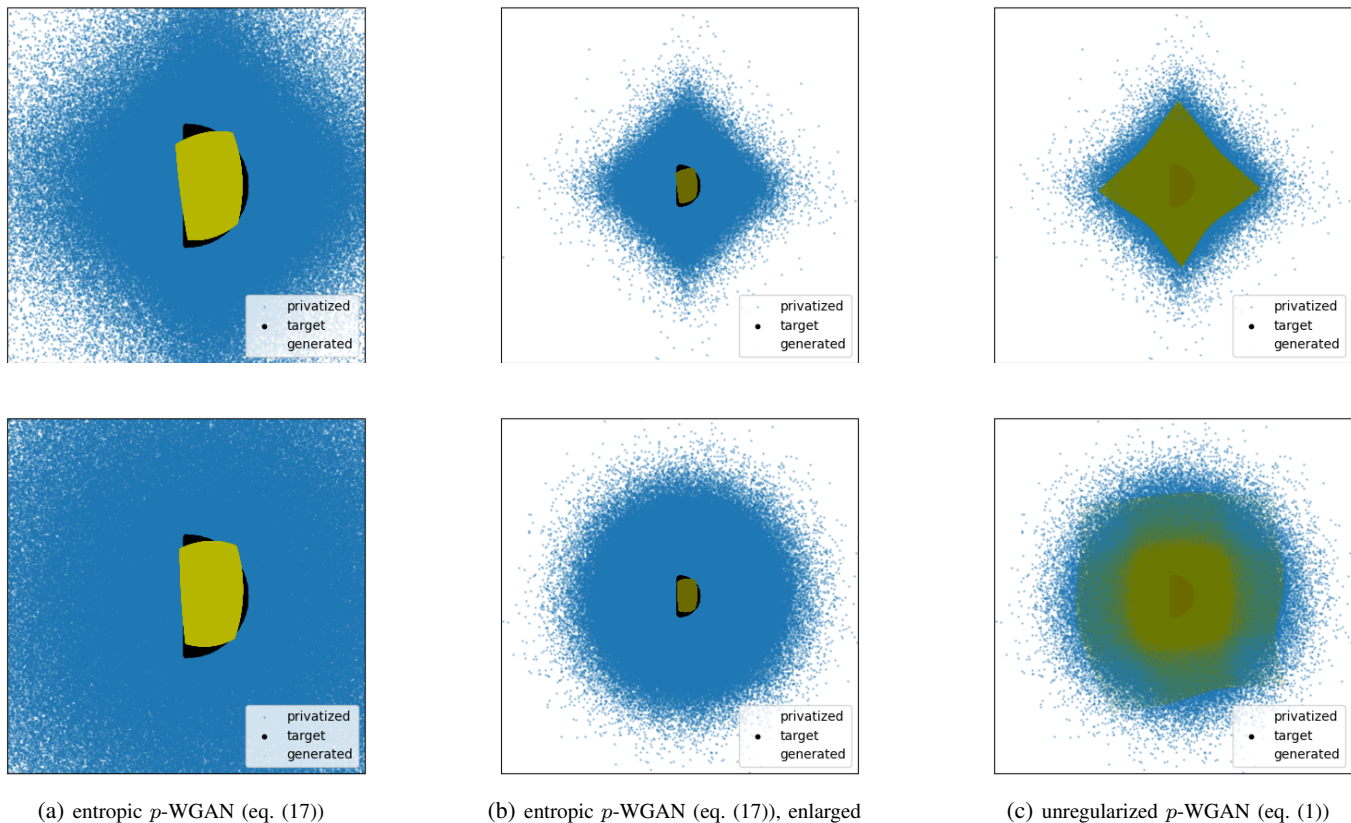 privatized
target
generated
privatized
target
generated
privatized
target
generated
privatized
target
generated
privatized
target
generated
privatized
target
generated
(a) entropic p-WGAN (eq. (17))
(b) entropic p-WGAN (eq. (17)), enlarged
(c) unregularized p-WGAN (eq. (1))